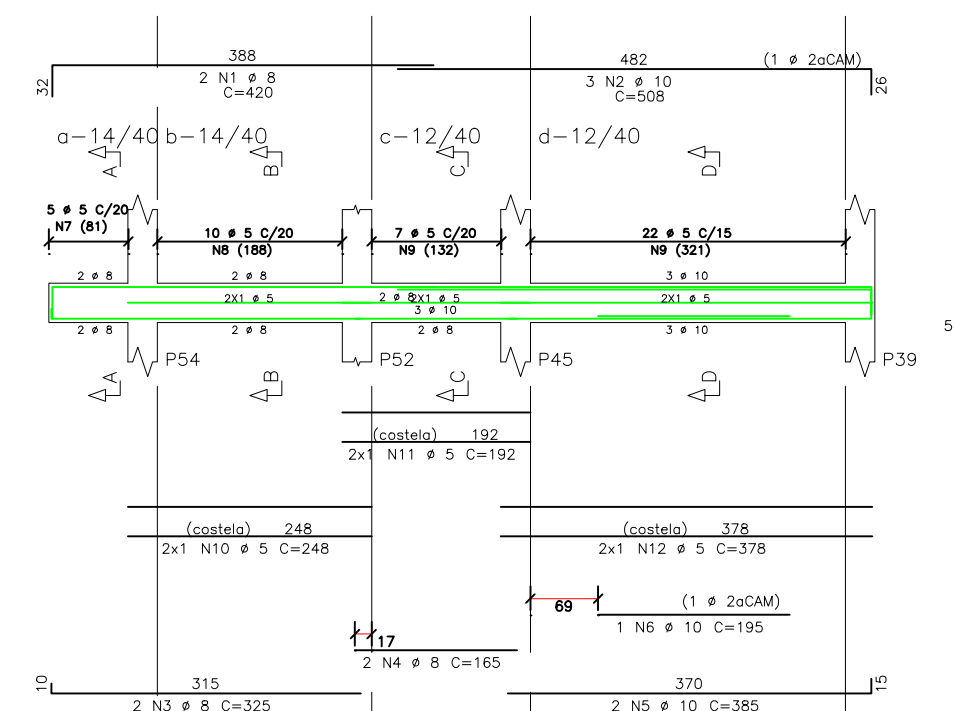 388
482 (1 ø 2aCAM)
32
2 N1 ø 8
C=420
3 N2 ø 10
C=508
26
a-14/40 b-14/40 c-12/40 d-12/40
A B C D
5 ø 5 C/20
N7 (81)
10 ø 5 C/20
N8 (188)
7 ø 5 C/20
N9 (132)
22 ø 5 C/15
N9 (321)
2 ø 8 2 ø 8 3 ø 10
2X1 ø 5 2 ø 8 2X1 ø 5 2X1 ø 5
3 ø 10
2 ø 8 2 ø 8 2 ø 8 3 ø 10
5
P54 P52 P45 P39
A B C D
(costela) 192
2x1 N11 ø 5 C=192
(costela) 248
2x1 N10 ø 5 C=248
(costela) 378
2x1 N12 ø 5 C=378
69
(1 ø 2aCAM)
1 N6 ø 10 C=195
17
2 N4 ø 8 C=165
10
315
2 N3 ø 8 C=325
370
15
2 N5 ø 10 C=385